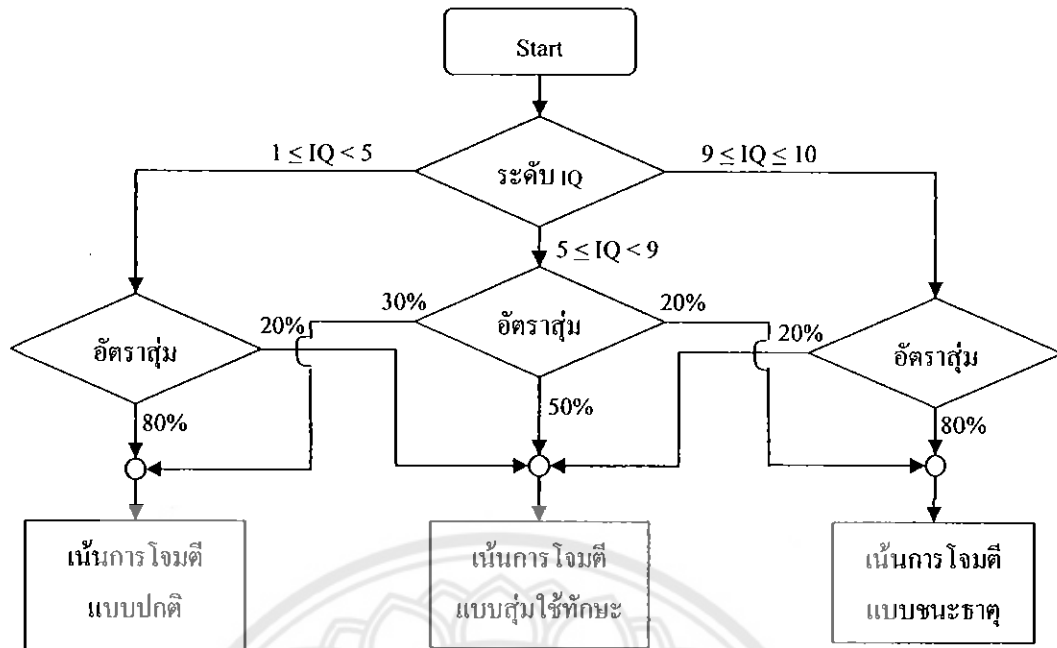 Start
1 ≤ IQ < 5
9 ≤ IQ ≤ 10
ระดับ IQ
5 ≤ IQ < 9
30%
20%
20%
อัตราสุ่ม
20%
อัตราสุ่ม
อัตราสุ่ม
80%
50%
80%
เน้นการโจมตี
แบบปกติ
เน้นการโจมตี
แบบสุ่มใช้ทักษะ
เน้นการโจมตี
แบบชนะธาตุ